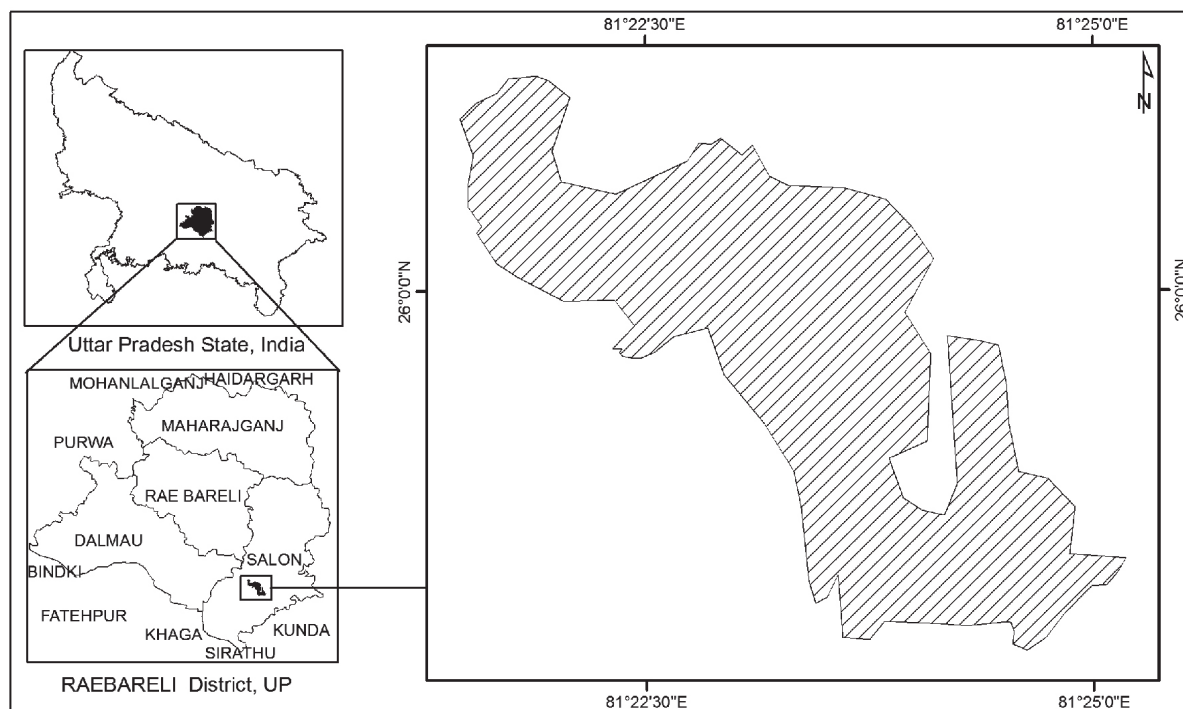 81°22'30"E
81°25'0"E
N
26°0'0"N
26°0'0"N
Uttar Pradesh State, India
MOHANLALGANJ
HAIDARGARH
MAHARAJGANJ
PURWA
RAE BARELI
DALMAU
SALON
BINDKI
FATEHPUR
KHAGA
KUNDA
SIRATHU
RAEBARELI District, UP
81°22'30"E
81°25'0"E